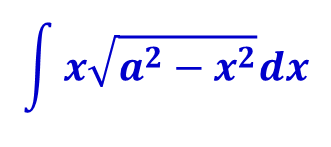 ∫ x√(a² − x²) dx